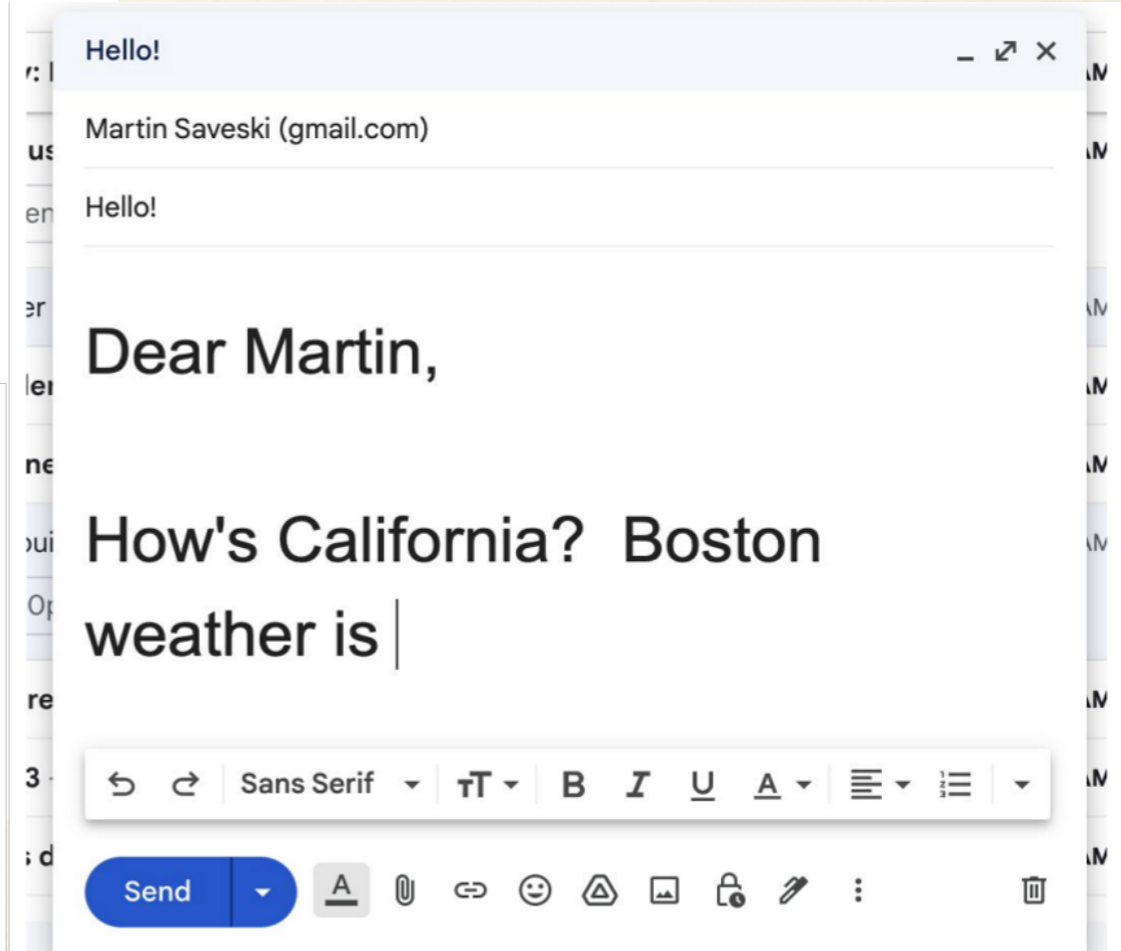 Hello!
Martin Saveski (gmail.com)
Hello!
Dear Martin,
How's California?  Boston
weather is
Sans Serif
Send